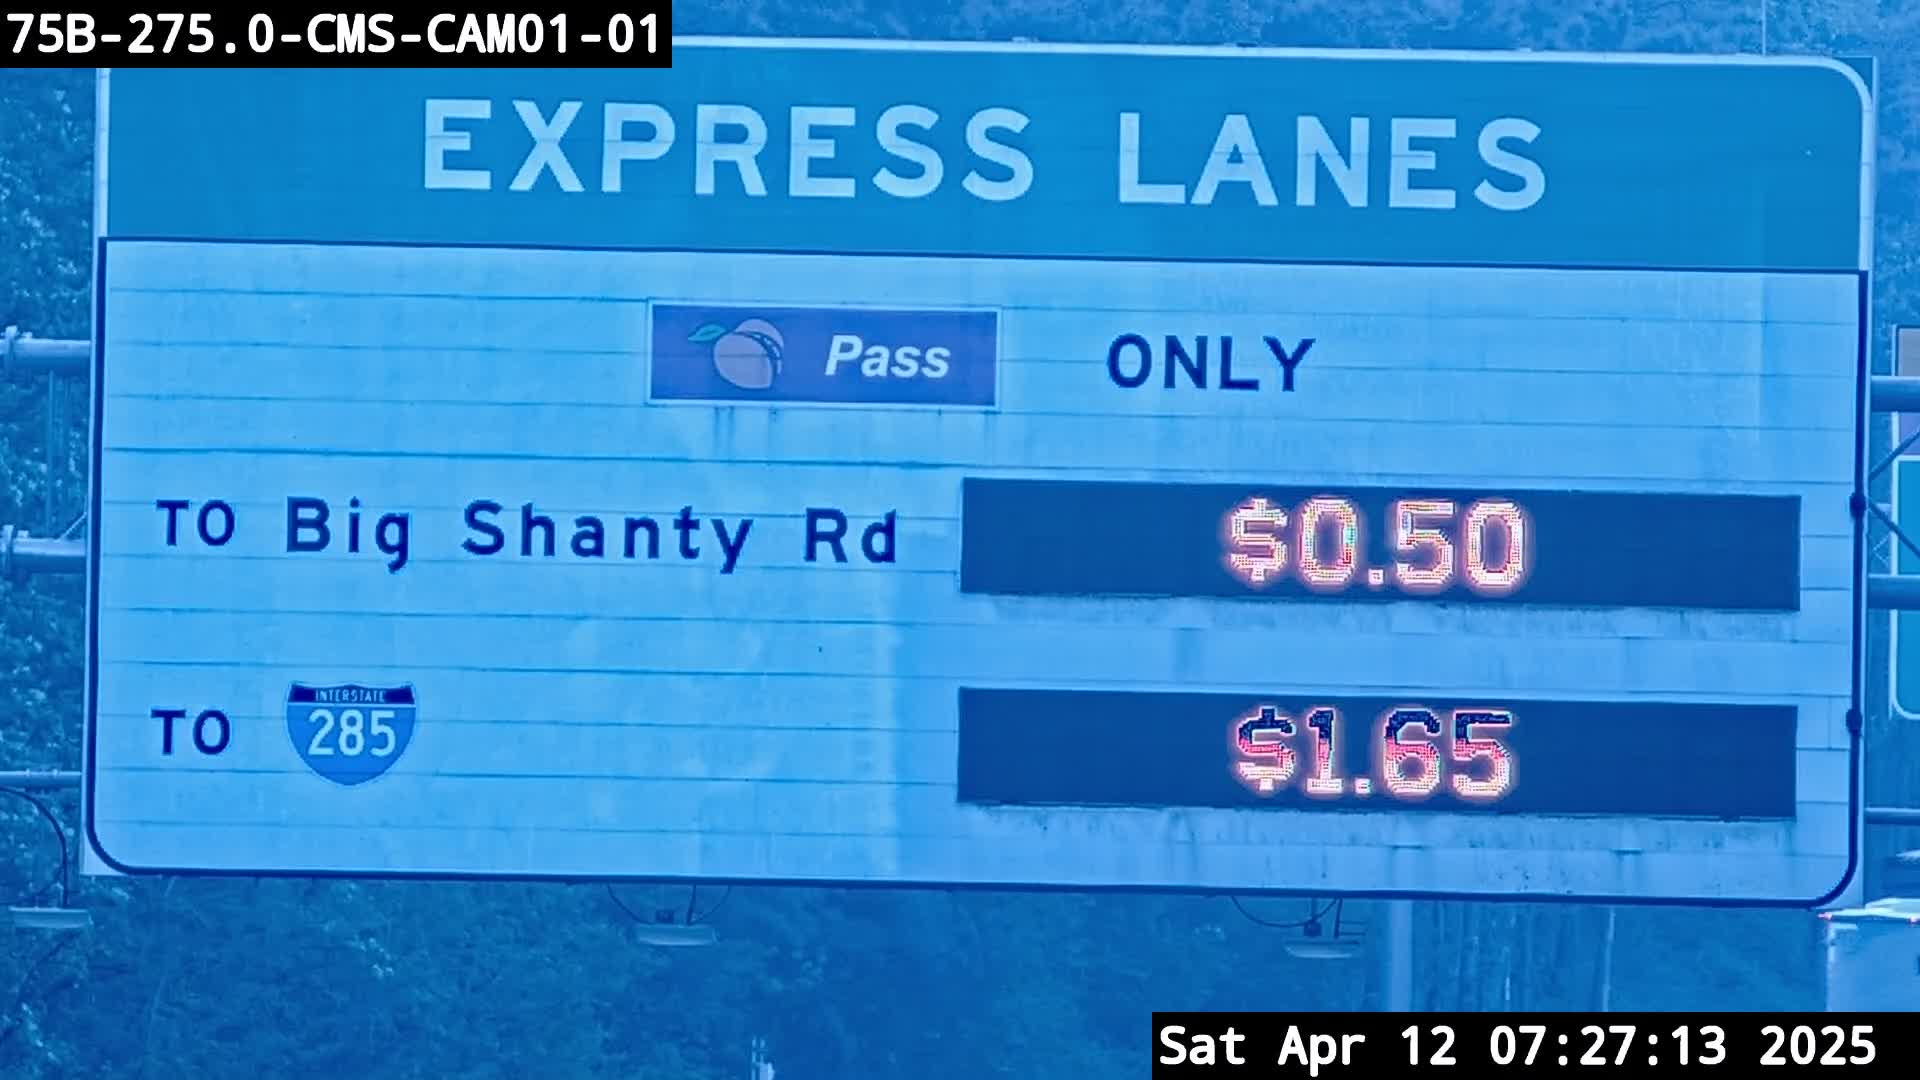 75B-275.0-CMS-CAM01-01
EXPRESS LANES
Pass ONLY
TO Big Shanty Rd $0.50
TO INTERSTATE 285 $1.65
Sat Apr 12 07:27:13 2025